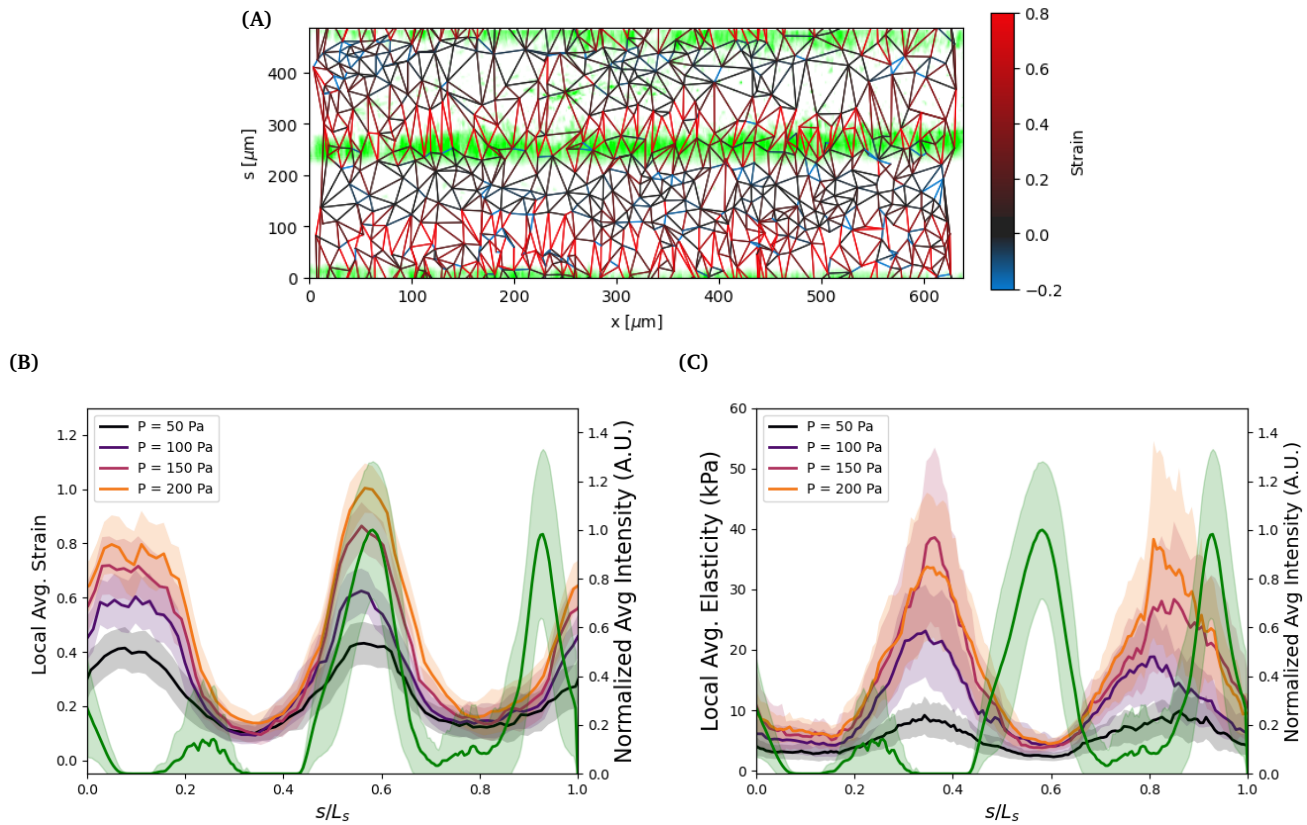 (A)
0.8
0.6
0.4
0.2
0.0
−0.2
Strain
400
300
200
100
0
s [μm]
0 100 200 300 400 500 600
x [μm]
(B)
P = 50 Pa
P = 100 Pa
P = 150 Pa
P = 200 Pa
1.2
1.0
0.8
0.6
0.4
0.2
0.0
Local Avg. Strain
1.4
1.2
1.0
0.8
0.6
0.4
0.2
0.0
Normalized Avg Intensity (A.U.)
0.0 0.2 0.4 0.6 0.8 1.0
s/Lₛ
(C)
P = 50 Pa
P = 100 Pa
P = 150 Pa
P = 200 Pa
60
50
40
30
20
10
0
Local Avg. Elasticity (kPa)
1.4
1.2
1.0
0.8
0.6
0.4
0.2
0.0
Normalized Avg Intensity (A.U.)
0.0 0.2 0.4 0.6 0.8 1.0
s/Lₛ